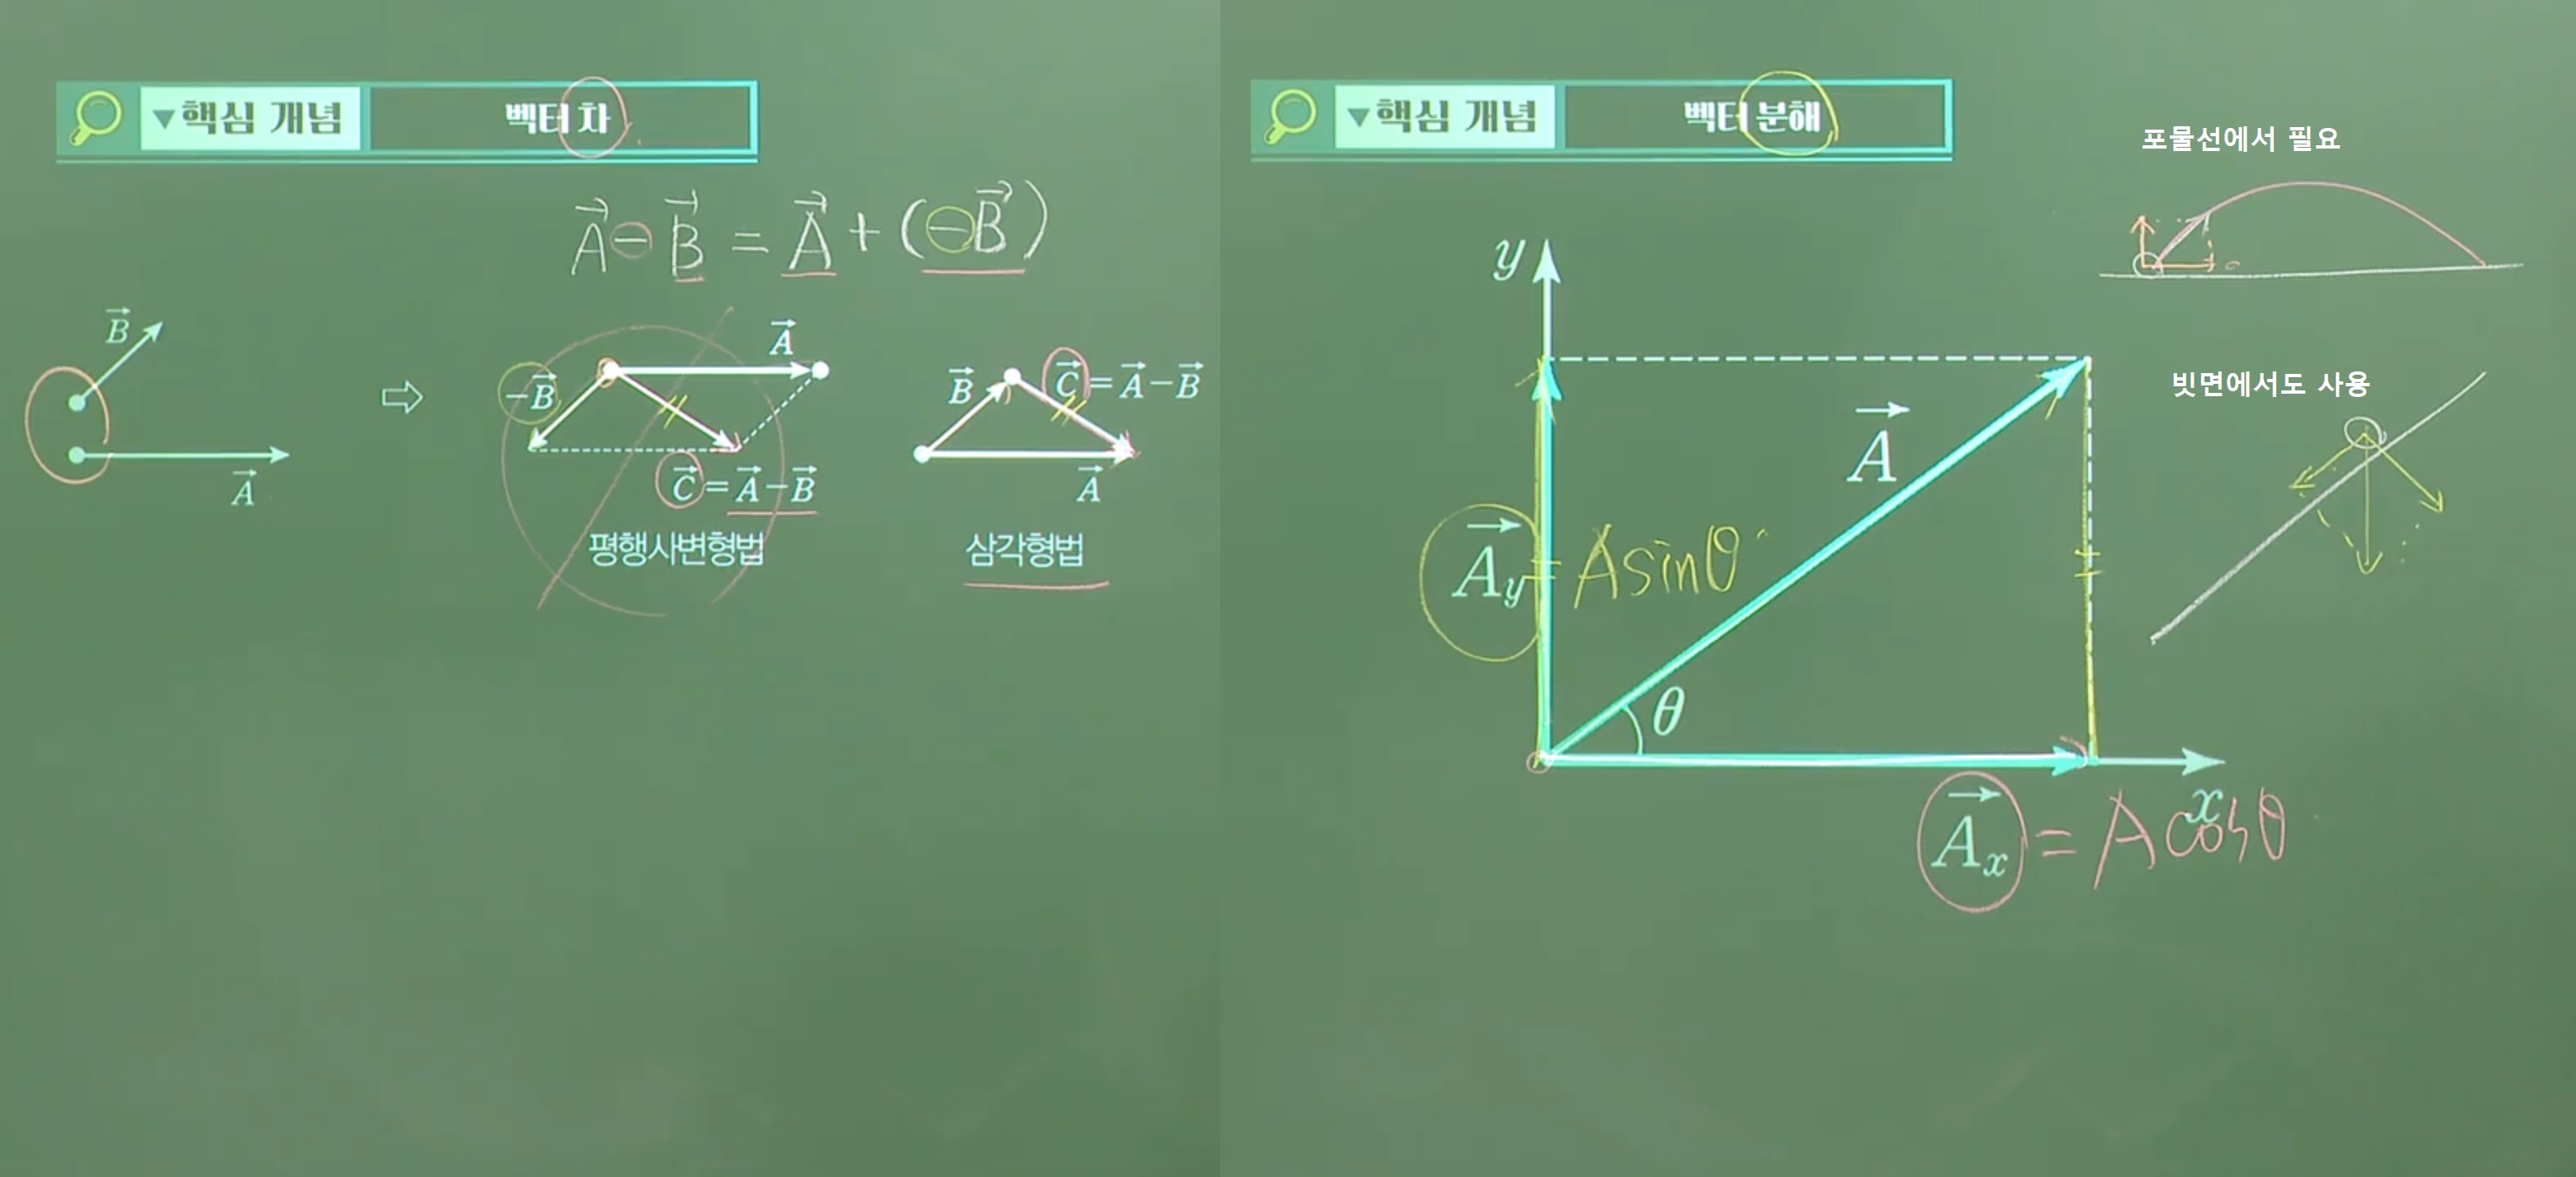 ▼핵심 개념 벡터 차
A⃗ - B⃗ = A⃗ + (-B⃗)
B⃗
A⃗
-B⃗
A⃗
C⃗ = A⃗ - B⃗
평행사변형법
B⃗
C⃗ = A⃗ - B⃗
A⃗
삼각형법
▼핵심 개념 벡터 분해
포물선에서 필요
빗면에서도 사용
y
A⃗
A⃗y = Asinθ
θ
x
A⃗x = A cosθ